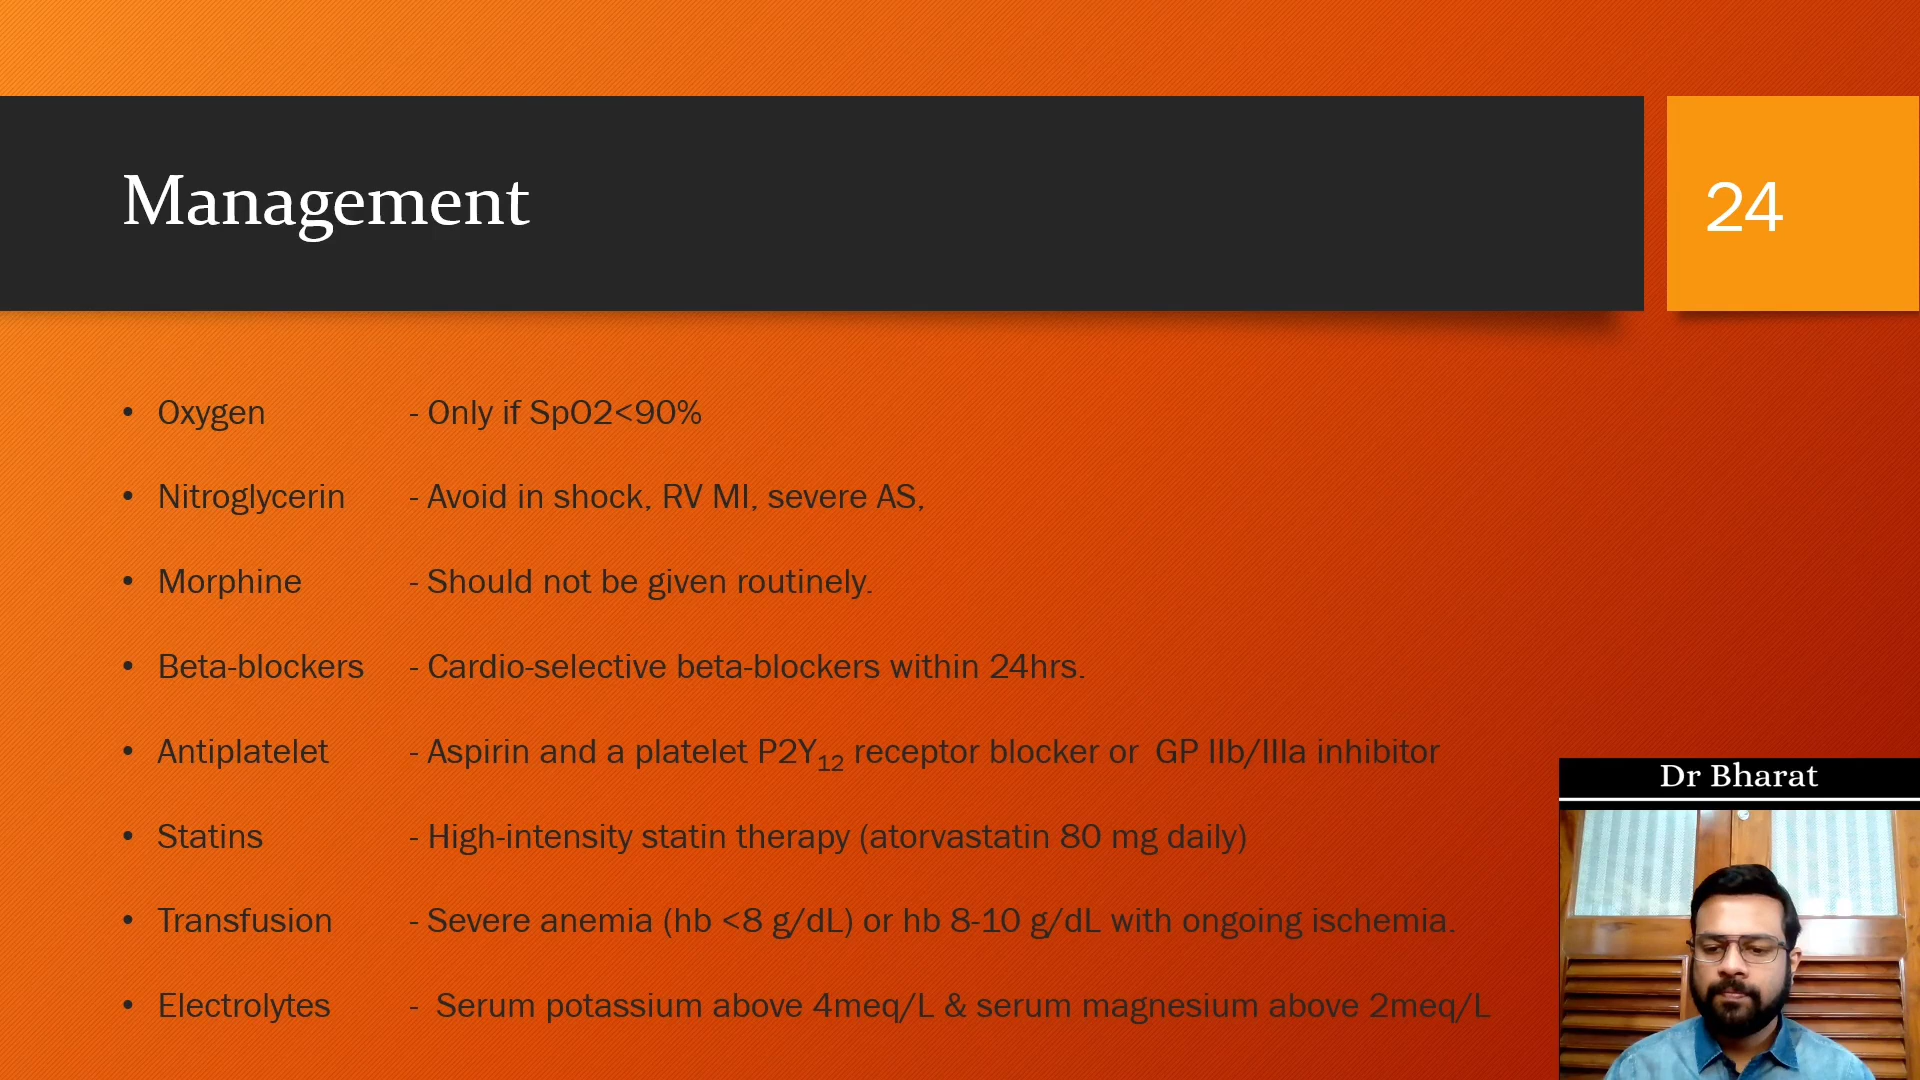 Management
24
• Oxygen - Only if SpO2<90%
• Nitroglycerin - Avoid in shock, RV MI, severe AS,
• Morphine - Should not be given routinely.
• Beta-blockers - Cardio-selective beta-blockers within 24hrs.
• Antiplatelet - Aspirin and a platelet P2Y12 receptor blocker or GP IIb/IIIa inhibitor
• Statins - High-intensity statin therapy (atorvastatin 80 mg daily)
• Transfusion - Severe anemia (hb <8 g/dL) or hb 8-10 g/dL with ongoing ischemia.
• Electrolytes - Serum potassium above 4meq/L & serum magnesium above 2meq/L
Dr Bharat